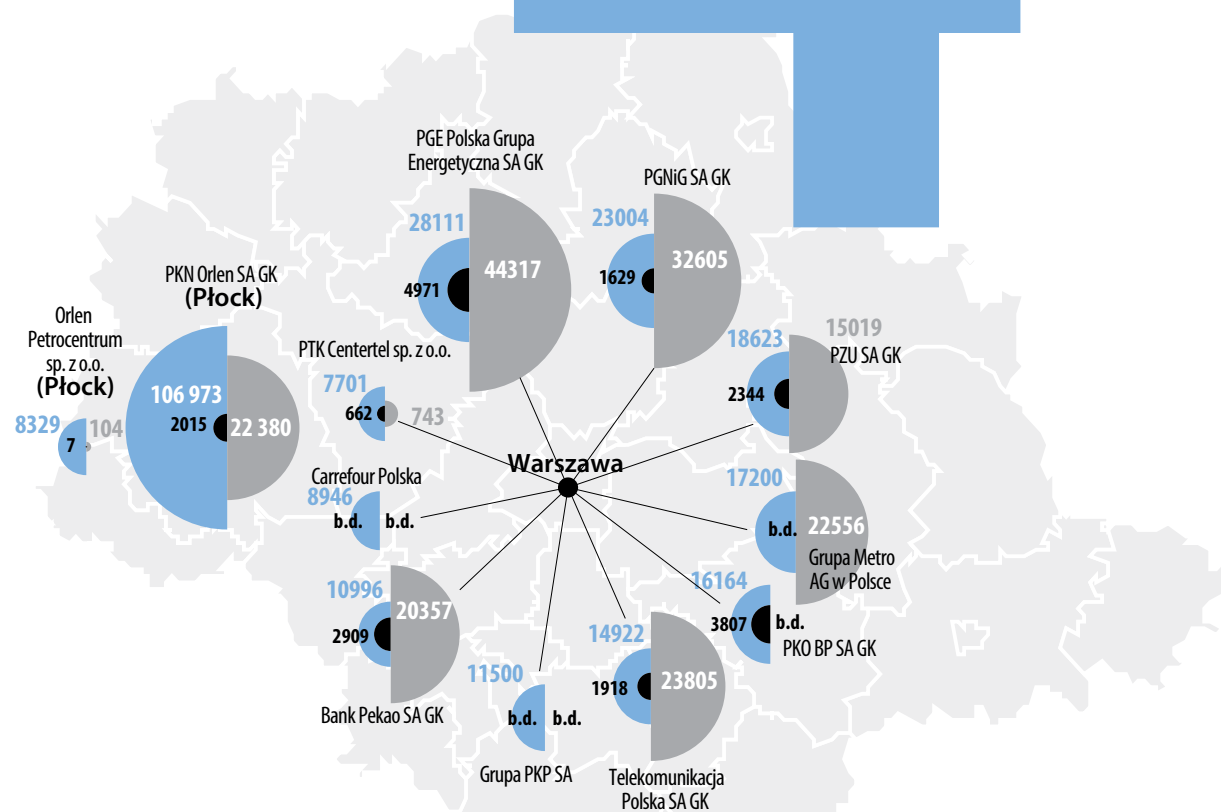 PGE Polska Grupa
Energetyczna SA GK
28111
4971
44317
PGNiG SA GK
23004
1629
32605
PKN Orlen SA GK
(Płock)
106 973
2015
22 380
Orlen
Petrocentrum
sp. z o.o.
(Płock)
8329
7
104
PTK Centertel sp. z o.o.
7701
662
743
18623
15019
PZU SA GK
2344
Warszawa
Carrefour Polska
8946
b.d.
b.d.
17200
b.d.
22556
Grupa Metro
AG w Polsce
10996
2909
20357
Bank Pekao SA GK
16164
3807
b.d.
PKO BP SA GK
11500
b.d.
b.d.
Grupa PKP SA
14922
1918
23805
Telekomunikacja
Polska SA GK